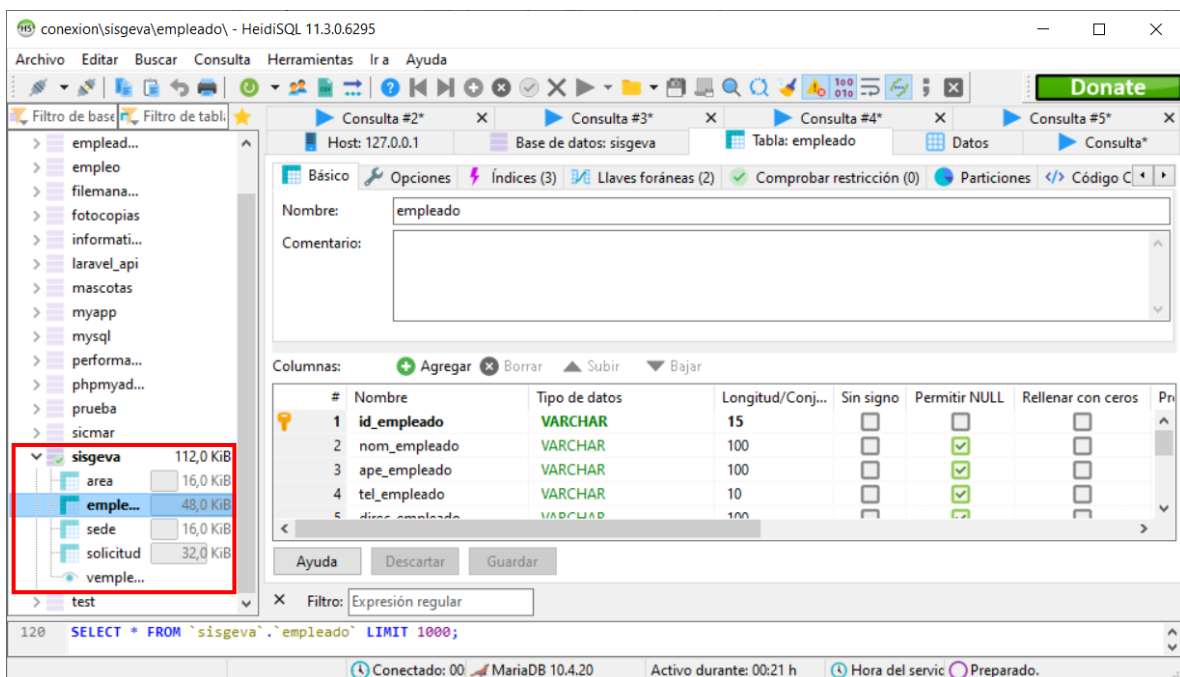 HS conexion\sisgeva\empleado\ - HeidiSQL 11.3.0.6295
Archivo Editar Buscar Consulta Herramientas Ir a Ayuda
Donate
Filtro de base Filtro de tabla
Consulta #2* Consulta #3* Consulta #4* Consulta #5*
Host: 127.0.0.1 Base de datos: sisgeva Tabla: empleado Datos Consulta*
Básico Opciones Índices (3) Llaves foráneas (2) Comprobar restricción (0) Particiones </> Código C
Nombre: empleado
Comentario:
emplead...
empleo
filemana...
fotocopias
informati...
laravel_api
mascotas
myapp
mysql
performa...
phpmyad...
prueba
sicmar
sisgeva 112,0 KiB
area 16,0 KiB
emple... 48,0 KiB
sede 16,0 KiB
solicitud 32,0 KiB
vemple...
test
Columnas: Agregar Borrar Subir Bajar
# Nombre Tipo de datos Longitud/Conj... Sin signo Permitir NULL Rellenar con ceros Pr
1 id_empleado VARCHAR 15
2 nom_empleado VARCHAR 100
3 ape_empleado VARCHAR 100
4 tel_empleado VARCHAR 10
5 direc_empleado VARCHAR 100
Ayuda Descartar Guardar
Filtro: Expresión regular
120 SELECT * FROM `sisgeva`.`empleado` LIMIT 1000;
Conectado: 00 MariaDB 10.4.20 Activo durante: 00:21 h Hora del servic Preparado.